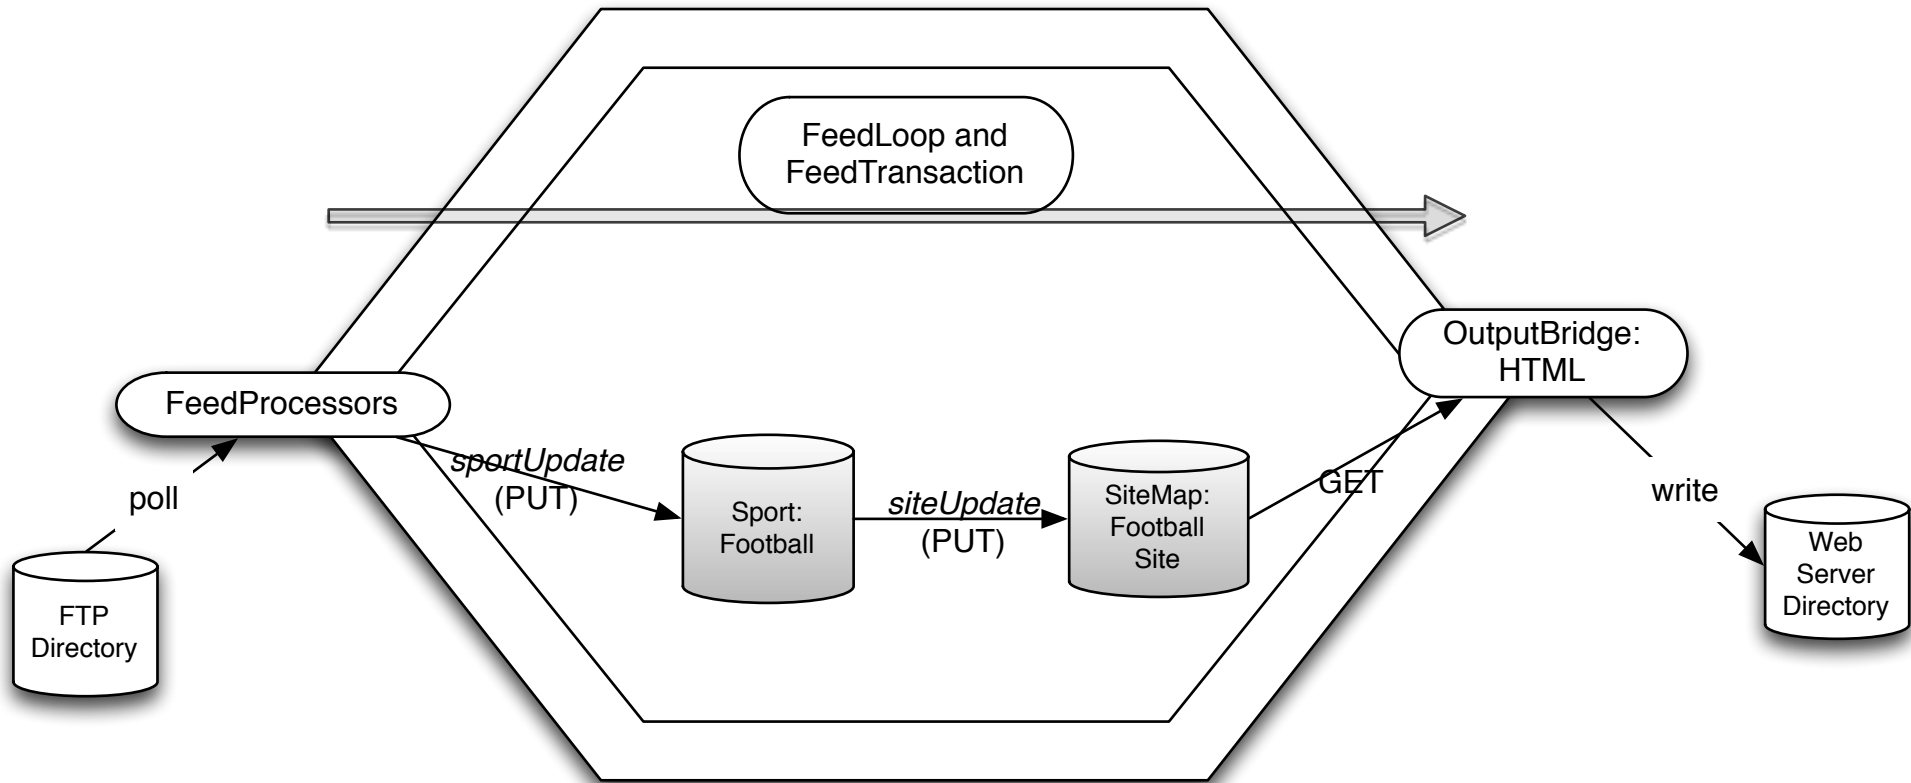 FeedLoop and
FeedTransaction
OutputBridge:
HTML
FeedProcessors
sportUpdate
(PUT)
poll
Sport:
Football
siteUpdate
(PUT)
SiteMap:
Football
Site
GET
write
Web
Server
Directory
FTP
Directory